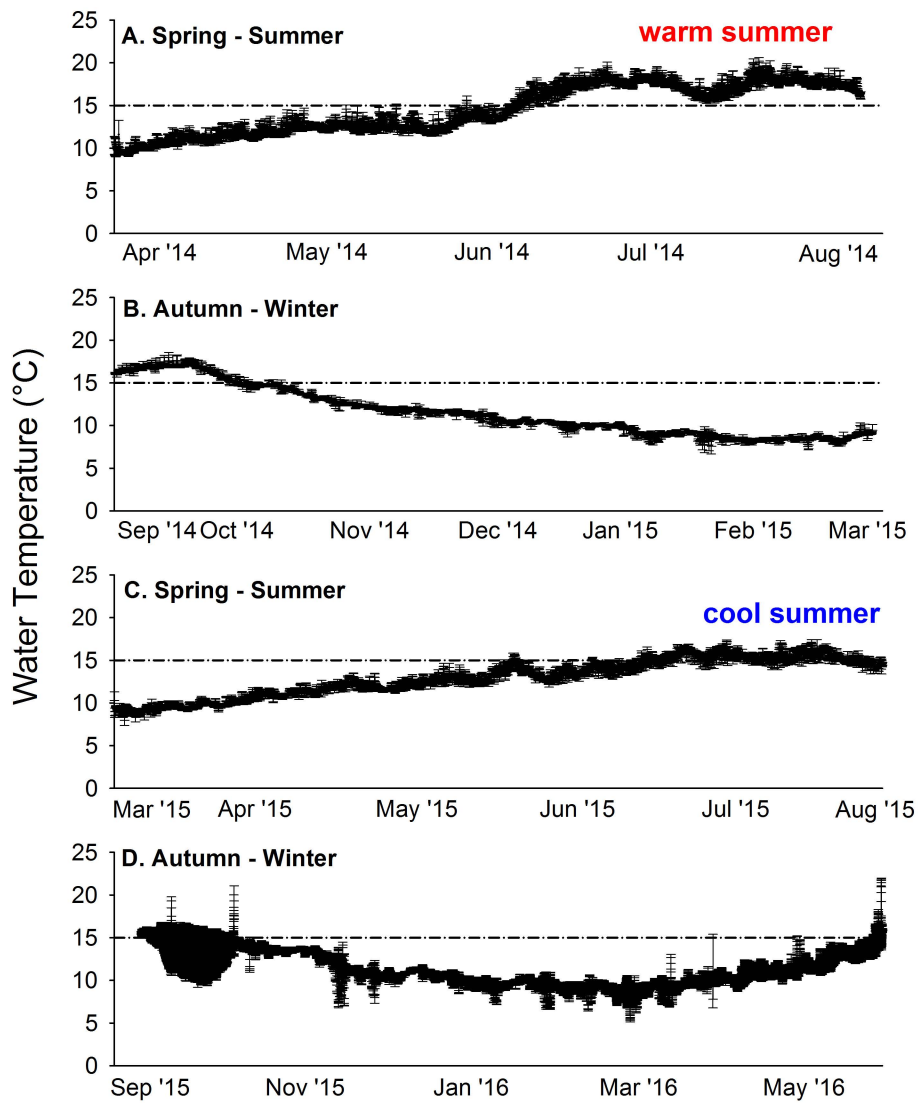 Water Temperature (°C)
A. Spring - Summer
warm summer
25
20
15
10
5
0
Apr '14 May '14 Jun '14 Jul '14 Aug '14
B. Autumn - Winter
25
20
15
10
5
0
Sep '14 Oct '14 Nov '14 Dec '14 Jan '15 Feb '15 Mar '15
C. Spring - Summer
cool summer
25
20
15
10
5
0
Mar '15 Apr '15 May '15 Jun '15 Jul '15 Aug '15
D. Autumn - Winter
25
20
15
10
5
0
Sep '15 Nov '15 Jan '16 Mar '16 May '16